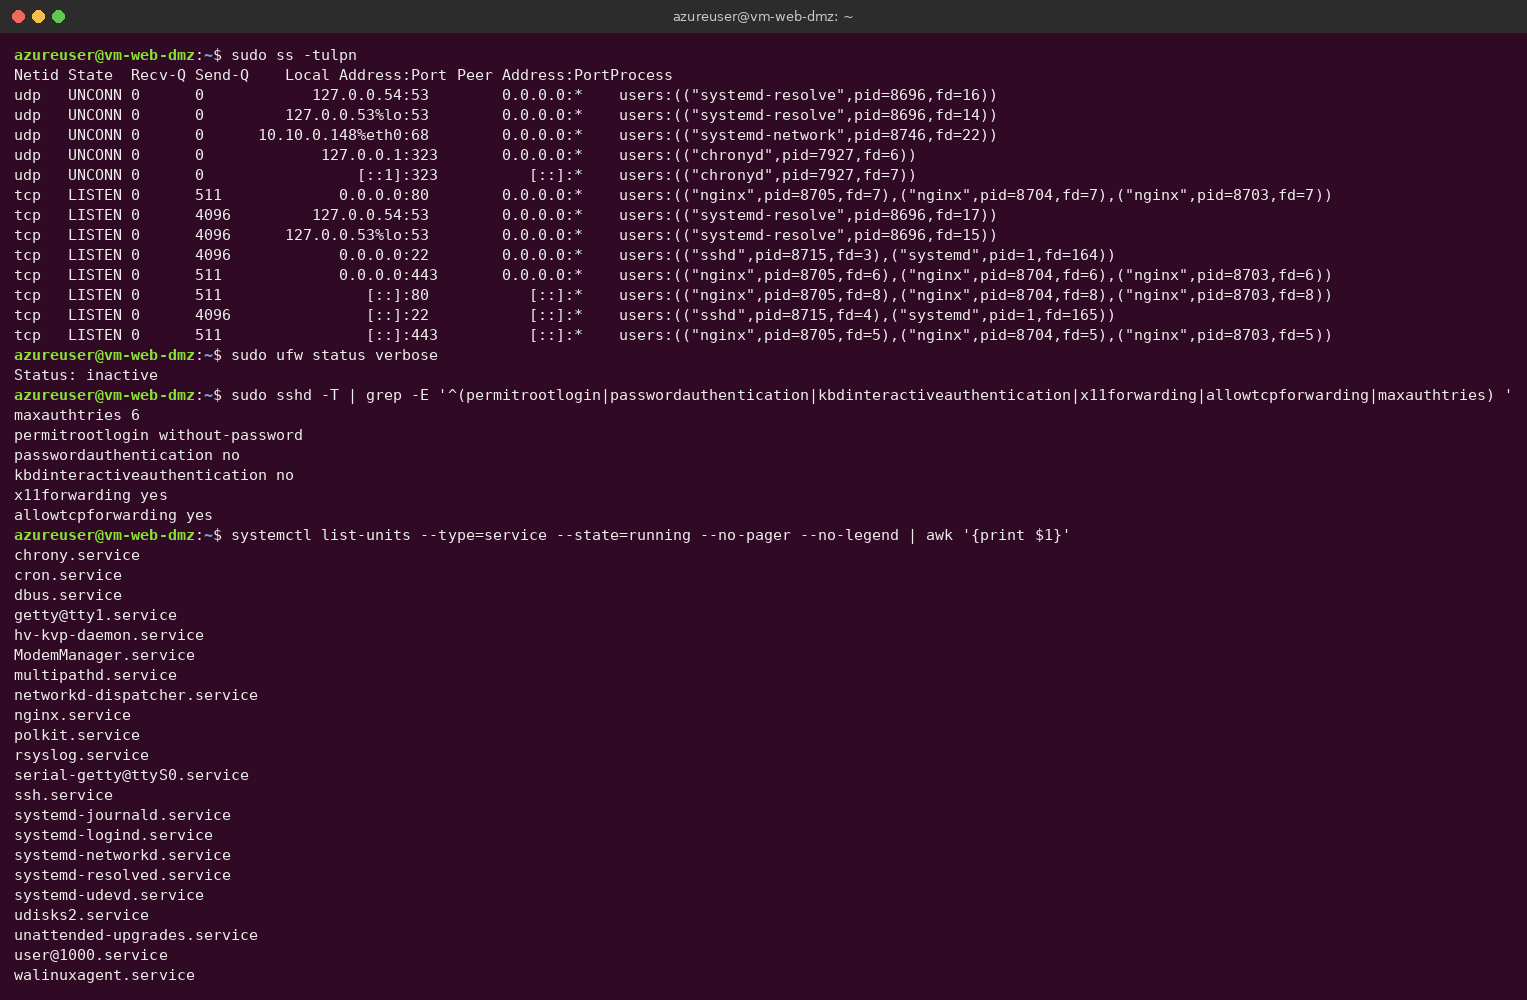 azureuser@vm-web-dmz: ~
azureuser@vm-web-dmz:~$ sudo ss -tulpn
Netid State  Recv-Q Send-Q    Local Address:Port Peer Address:PortProcess
udp   UNCONN 0      0            127.0.0.54:53        0.0.0.0:*    users:(("systemd-resolve",pid=8696,fd=16))
udp   UNCONN 0      0         127.0.0.53%lo:53        0.0.0.0:*    users:(("systemd-resolve",pid=8696,fd=14))
udp   UNCONN 0      0      10.10.0.148%eth0:68        0.0.0.0:*    users:(("systemd-network",pid=8746,fd=22))
udp   UNCONN 0      0             127.0.0.1:323       0.0.0.0:*    users:(("chronyd",pid=7927,fd=6))
udp   UNCONN 0      0                 [::1]:323          [::]:*    users:(("chronyd",pid=7927,fd=7))
tcp   LISTEN 0      511             0.0.0.0:80        0.0.0.0:*    users:(("nginx",pid=8705,fd=7),("nginx",pid=8704,fd=7),("nginx",pid=8703,fd=7))
tcp   LISTEN 0      4096         127.0.0.54:53        0.0.0.0:*    users:(("systemd-resolve",pid=8696,fd=17))
tcp   LISTEN 0      4096      127.0.0.53%lo:53        0.0.0.0:*    users:(("systemd-resolve",pid=8696,fd=15))
tcp   LISTEN 0      4096            0.0.0.0:22        0.0.0.0:*    users:(("sshd",pid=8715,fd=3),("systemd",pid=1,fd=164))
tcp   LISTEN 0      511             0.0.0.0:443       0.0.0.0:*    users:(("nginx",pid=8705,fd=6),("nginx",pid=8704,fd=6),("nginx",pid=8703,fd=6))
tcp   LISTEN 0      511                [::]:80           [::]:*    users:(("nginx",pid=8705,fd=8),("nginx",pid=8704,fd=8),("nginx",pid=8703,fd=8))
tcp   LISTEN 0      4096               [::]:22           [::]:*    users:(("sshd",pid=8715,fd=4),("systemd",pid=1,fd=165))
tcp   LISTEN 0      511                [::]:443          [::]:*    users:(("nginx",pid=8705,fd=5),("nginx",pid=8704,fd=5),("nginx",pid=8703,fd=5))
azureuser@vm-web-dmz:~$ sudo ufw status verbose
Status: inactive
azureuser@vm-web-dmz:~$ sudo sshd -T | grep -E '^(permitrootlogin|passwordauthentication|kbdinteractiveauthentication|x11forwarding|allowtcpforwarding|maxauthtries) '
maxauthtries 6
permitrootlogin without-password
passwordauthentication no
kbdinteractiveauthentication no
x11forwarding yes
allowtcpforwarding yes
azureuser@vm-web-dmz:~$ systemctl list-units --type=service --state=running --no-pager --no-legend | awk '{print $1}'
chrony.service
cron.service
dbus.service
getty@tty1.service
hv-kvp-daemon.service
ModemManager.service
multipathd.service
networkd-dispatcher.service
nginx.service
polkit.service
rsyslog.service
serial-getty@ttyS0.service
ssh.service
systemd-journald.service
systemd-logind.service
systemd-networkd.service
systemd-resolved.service
systemd-udevd.service
udisks2.service
unattended-upgrades.service
user@1000.service
walinuxagent.service